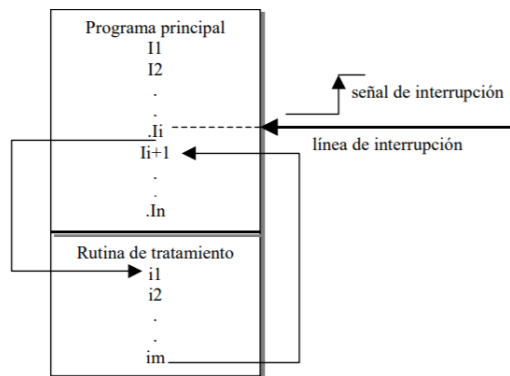 Programa principal
I1
I2
.
.
.Ii
Ii+1
.
.
.In
señal de interrupción
línea de interrupción
Rutina de tratamiento
i1
i2
.
.
im